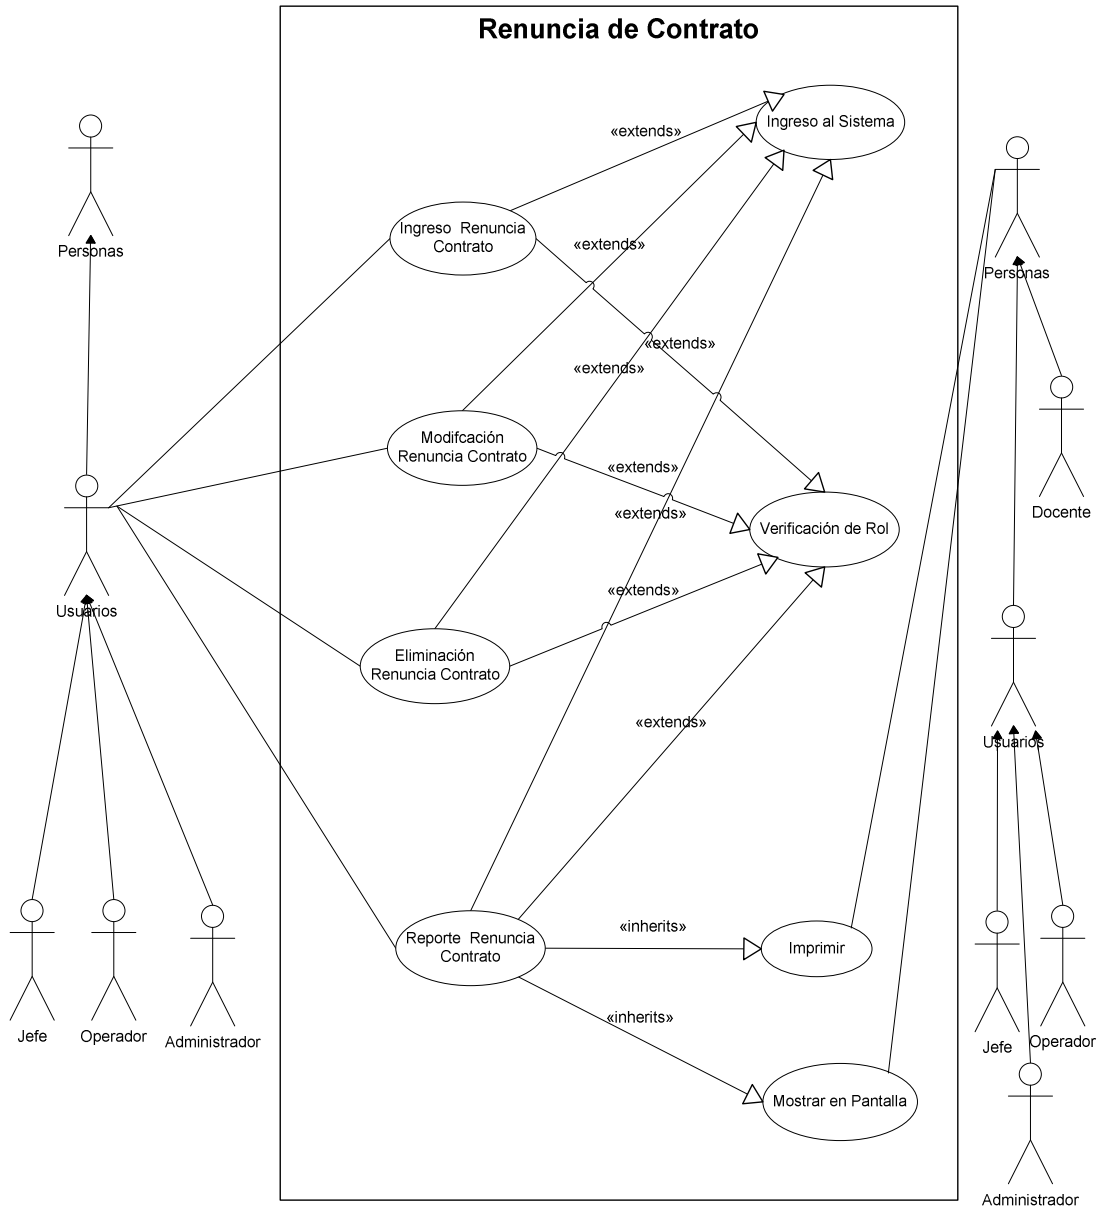 Renuncia de Contrato
Ingreso al Sistema
«extends»
Personas
Ingreso  Renuncia
Contrato
«extends»
Personas
«extends»
«extends»
Docente
Modifcación
Renuncia Contrato
«extends»
«extends»
Verificación de Rol
Usuarios
«extends»
Eliminación
Renuncia Contrato
«extends»
Usuarios
Reporte  Renuncia
Contrato
«inherits»
Imprimir
«inherits»
Jefe
Operador
Administrador
Jefe
Operador
Mostrar en Pantalla
Administrador